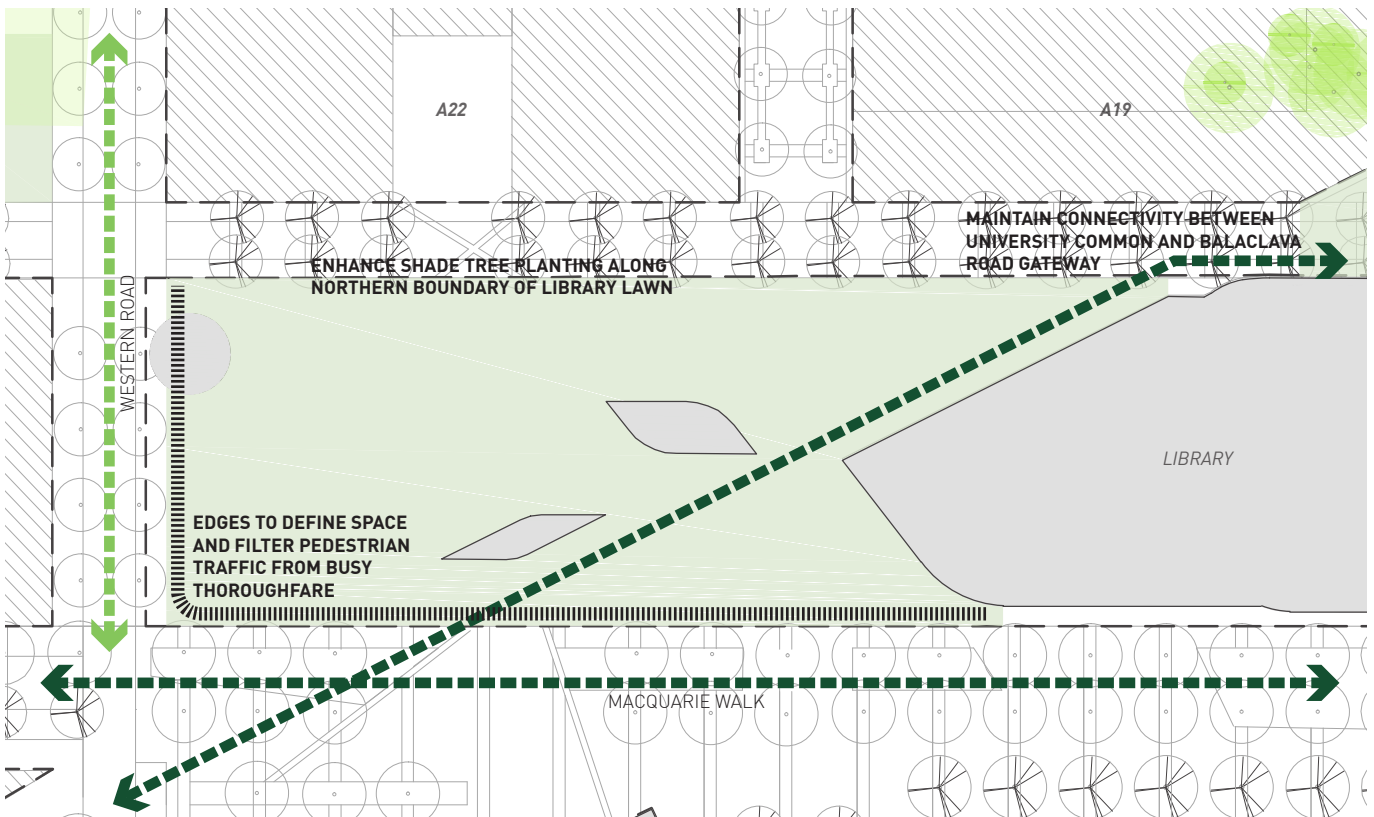 A22
A19
MAINTAIN CONNECTIVITY BETWEEN
UNIVERSITY COMMON AND BALACLAVA
ROAD GATEWAY
ENHANCE SHADE TREE PLANTING ALONG
NORTHERN BOUNDARY OF LIBRARY LAWN
WESTERN ROAD
LIBRARY
EDGES TO DEFINE SPACE
AND FILTER PEDESTRIAN
TRAFFIC FROM BUSY
THOROUGHFARE
MACQUARIE WALK